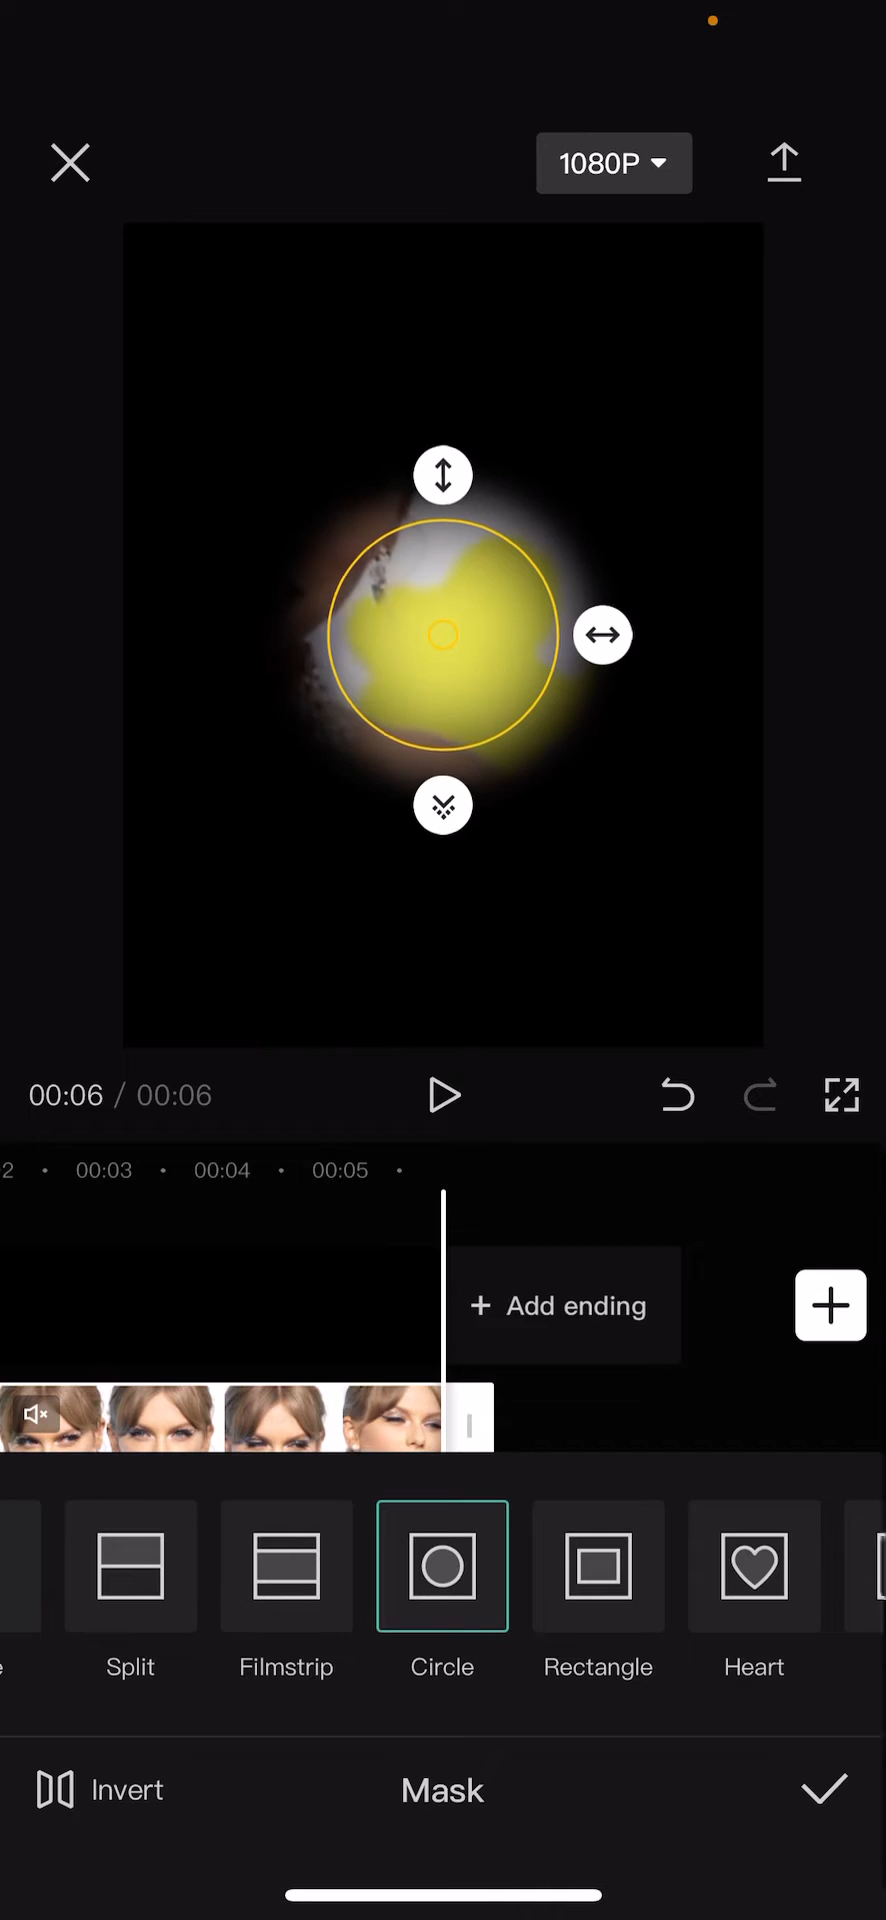 1080P
00:06 / 00:06
2 • 00:03 • 00:04 • 00:05 •
+ Add ending
e Split Filmstrip Circle Rectangle Heart
Invert Mask